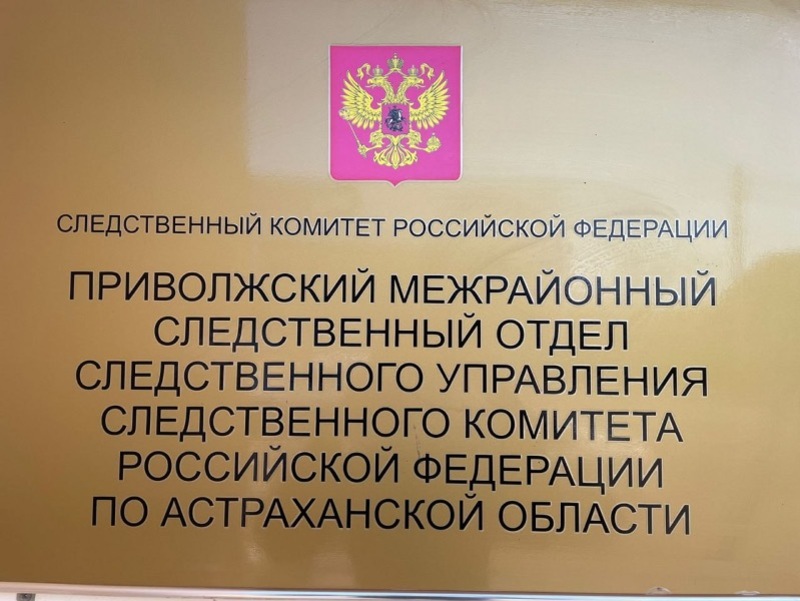 СЛЕДСТВЕННЫЙ КОМИТЕТ РОССИЙСКОЙ ФЕДЕРАЦИИ
ПРИВОЛЖСКИЙ МЕЖРАЙОННЫЙ
СЛЕДСТВЕННЫЙ ОТДЕЛ
СЛЕДСТВЕННОГО УПРАВЛЕНИЯ
СЛЕДСТВЕННОГО КОМИТЕТА
РОССИЙСКОЙ ФЕДЕРАЦИИ
ПО АСТРАХАНСКОЙ ОБЛАСТИ